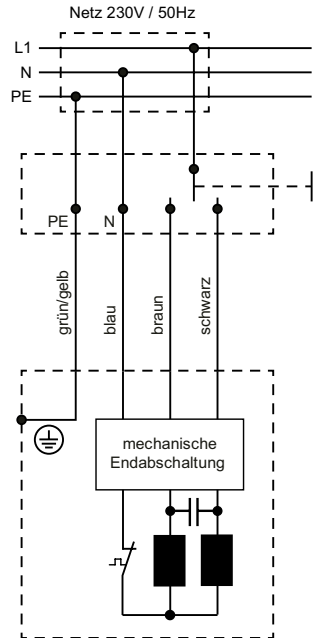 Netz 230V / 50Hz
L1
N
PE
PE
N
grün/gelb
blau
braun
schwarz
mechanische
Endabschaltung